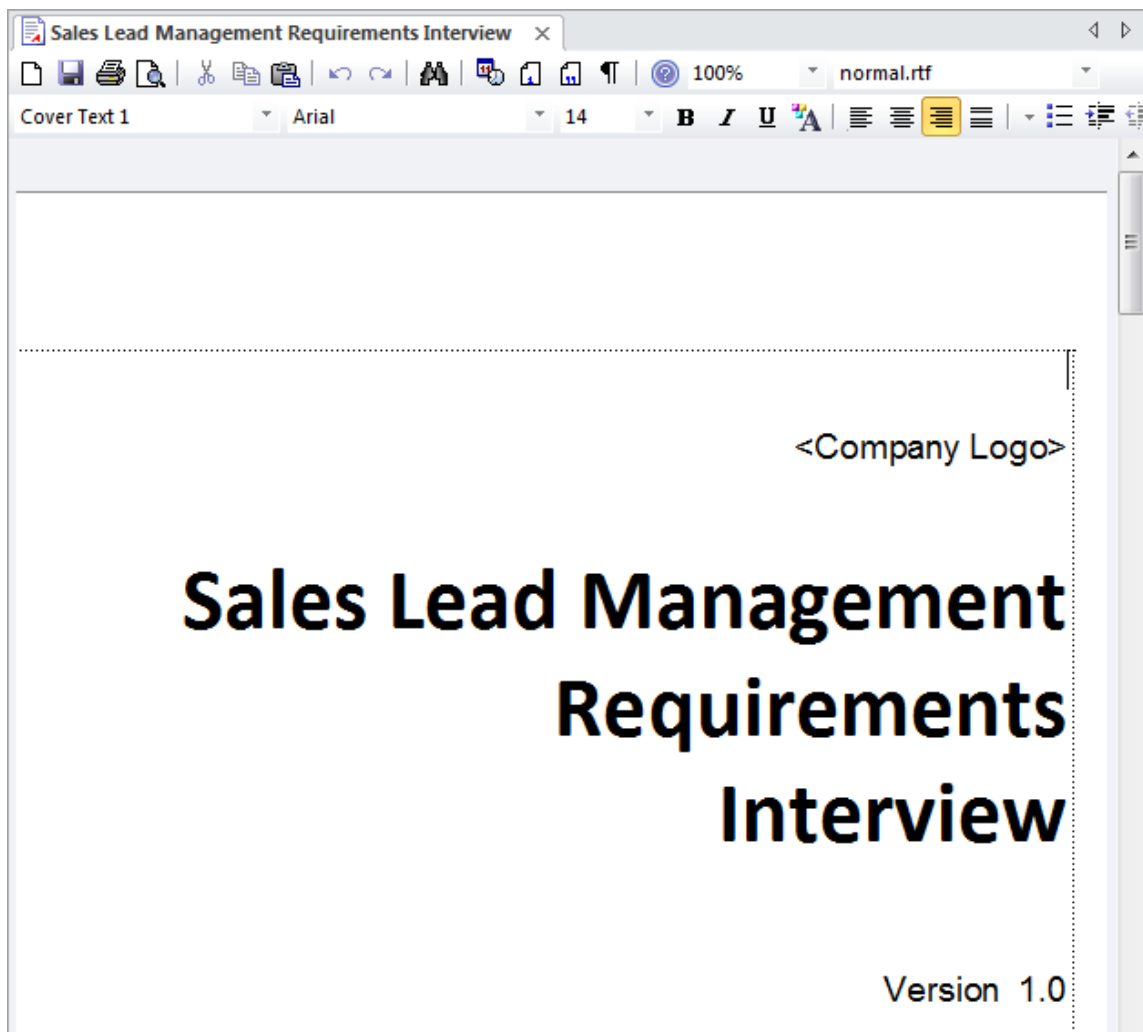 Sales Lead Management Requirements Interview
100% normal.rtf
Cover Text 1 Arial 14 B I U A
<Company Logo>
Sales Lead Management
Requirements
Interview
Version 1.0